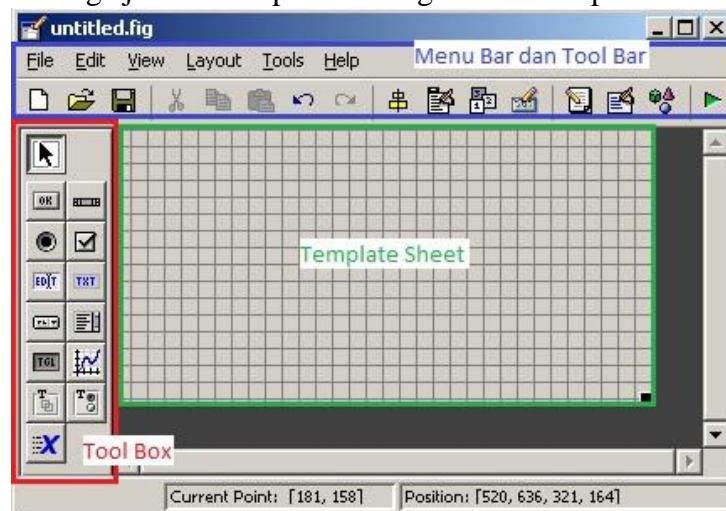 untitled.fig
File Edit View Layout Tools Help
Menu Bar dan Tool Bar
OK
Template Sheet
EDIT TXT
TGL
T T
X
Tool Box
Current Point: [181, 158] Position: [520, 636, 321, 164]